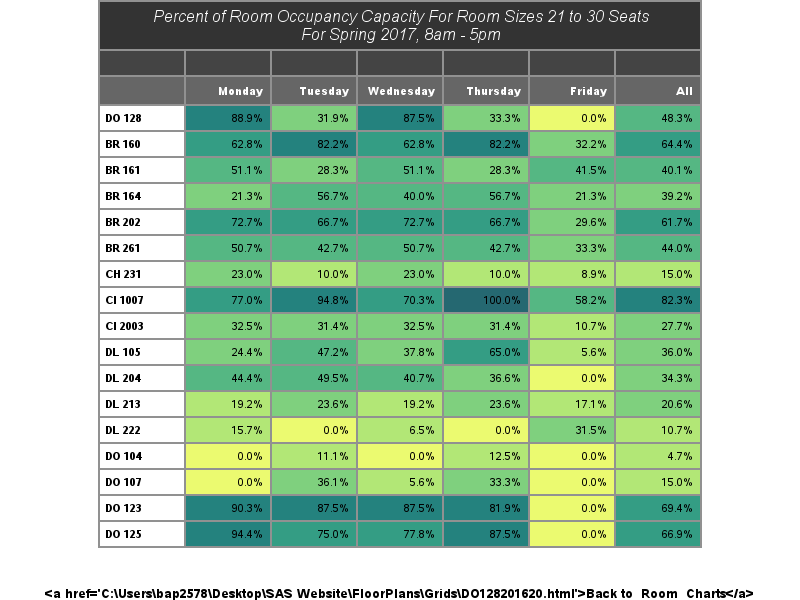 Percent of Room Occupancy Capacity For Room Sizes 21 to 30 Seats
For Spring 2017, 8am - 5pm
Monday Tuesday Wednesday Thursday Friday All
DO 128 88.9% 31.9% 87.5% 33.3% 0.0% 48.3%
BR 160 62.8% 82.2% 62.8% 82.2% 32.2% 64.4%
BR 161 51.1% 28.3% 51.1% 28.3% 41.5% 40.1%
BR 164 21.3% 56.7% 40.0% 56.7% 21.3% 39.2%
BR 202 72.7% 66.7% 72.7% 66.7% 29.6% 61.7%
BR 261 50.7% 42.7% 50.7% 42.7% 33.3% 44.0%
CH 231 23.0% 10.0% 23.0% 10.0% 8.9% 15.0%
CI 1007 77.0% 94.8% 70.3% 100.0% 58.2% 82.3%
CI 2003 32.5% 31.4% 32.5% 31.4% 10.7% 27.7%
DL 105 24.4% 47.2% 37.8% 65.0% 5.6% 36.0%
DL 204 44.4% 49.5% 40.7% 36.6% 0.0% 34.3%
DL 213 19.2% 23.6% 19.2% 23.6% 17.1% 20.6%
DL 222 15.7% 0.0% 6.5% 0.0% 31.5% 10.7%
DO 104 0.0% 11.1% 0.0% 12.5% 0.0% 4.7%
DO 107 0.0% 36.1% 5.6% 33.3% 0.0% 15.0%
DO 123 90.3% 87.5% 87.5% 81.9% 0.0% 69.4%
DO 125 94.4% 75.0% 77.8% 87.5% 0.0% 66.9%
<a href='C:\Users\bap2578\Desktop\SAS Website\FloorPlans\Grids\DO128201620.html'>Back to Room Charts</a>